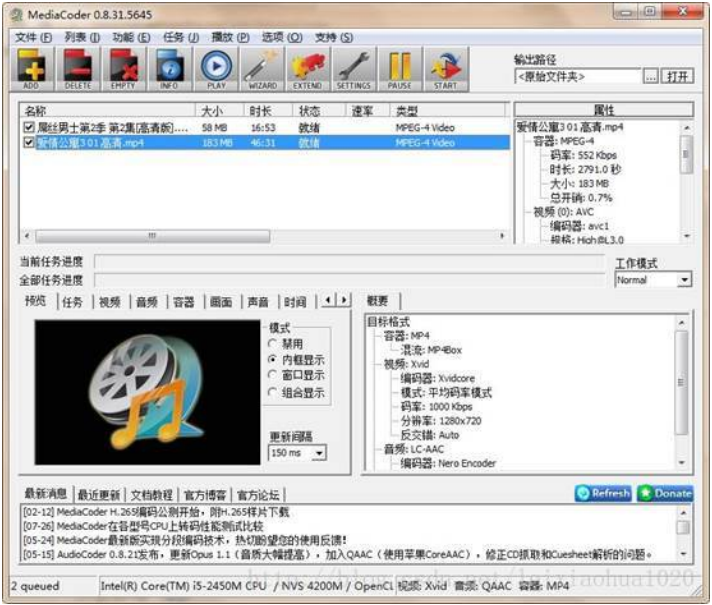 MediaCoder 0.8.31.5645
文件(F) 列表(L) 功能(E) 任务(J) 播放(P) 选项(O) 支持(S)
ADD DELETE EMPTY INFO PLAY WIZARD EXTEND SETTINGS PAUSE START
输出路径
<原始文件夹> ... 打开
名称 大小 时长 状态 速率 类型
屌丝男士第2季 第2集[高清版].... 58 MB 16:53 就绪 MPEG-4 Video
爱情公寓3 01 高清.mp4 183 MB 46:31 就绪 MPEG-4 Video
属性
爱情公寓3 01 高清.mp4
容器: MPEG-4
码率: 552 Kbps
时长: 2791.0 秒
大小: 183 MB
总开销: 0.7%
视频 (0): AVC
编码器: avc1
规格: High@L3.0
当前任务进度
全部任务进度
工作模式
Normal
预览 任务 视频 音频 容器 画面 声音 时间
模式
禁用
内框显示
窗口显示
组合显示
更新间隔
150 ms
概要
目标格式
容器: MP4
混流: MP4Box
视频: Xvid
编码器: Xvidcore
模式: 平均码率模式
码率: 1000 Kbps
分辨率: 1280x720
反交错: Auto
音频: LC-AAC
编码器: Nero Encoder
最新消息 最近更新 文档教程 官方博客 官方论坛 Refresh Donate
[02-12] MediaCoder H.265编码公测开始，附H.265样片下载
[07-26] MediaCoder在各型号CPU上转码性能测试比较
[05-24] MediaCoder最新版实现分段编码技术，热切盼望您的使用反馈!
[05-15] AudioCoder 0.8.21发布，更新Opus 1.1（音质大幅提高），加入QAAC（使用苹果CoreAAC），修正CD抓取和Cuesheet解析的问题。
2 queued Intel(R) Core(TM) i5-2450M CPU / NVS 4200M / OpenCL 视频: Xvid 音频: QAAC 容器: MP4